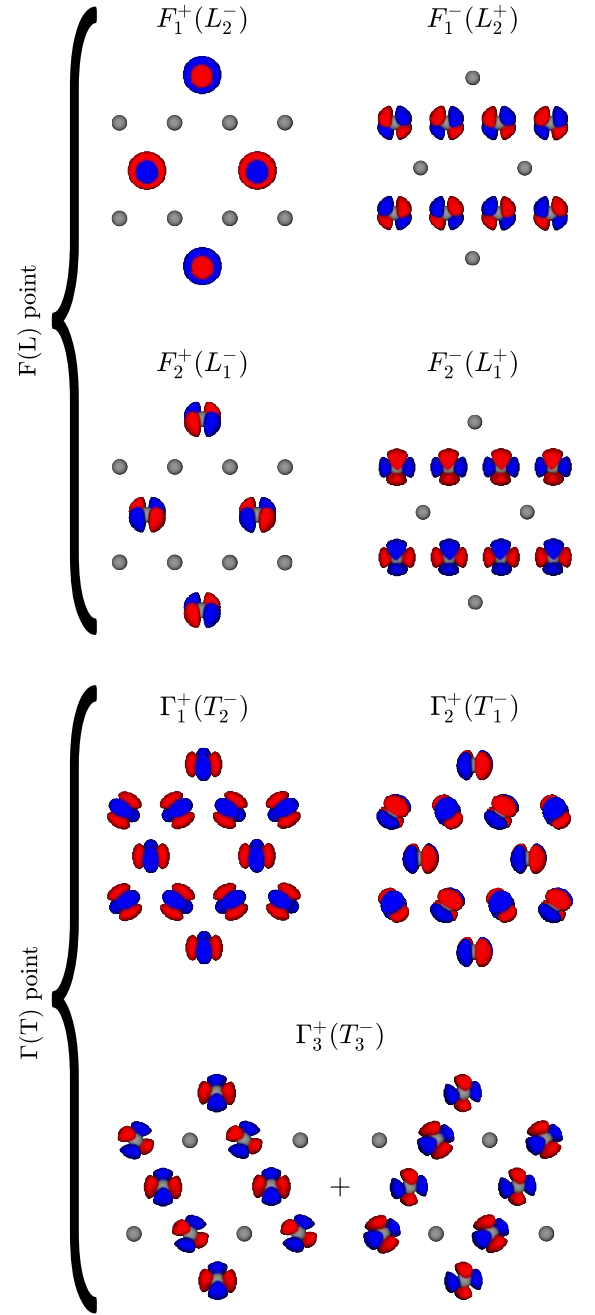 F₁⁺(L₂⁻) F₁⁻(L₂⁺)
F(L) point
F₂⁺(L₁⁻) F₂⁻(L₁⁺)
Γ₁⁺(T₂⁻) Γ₂⁺(T₁⁻)
Γ(T) point
Γ₃⁺(T₃⁻)
+